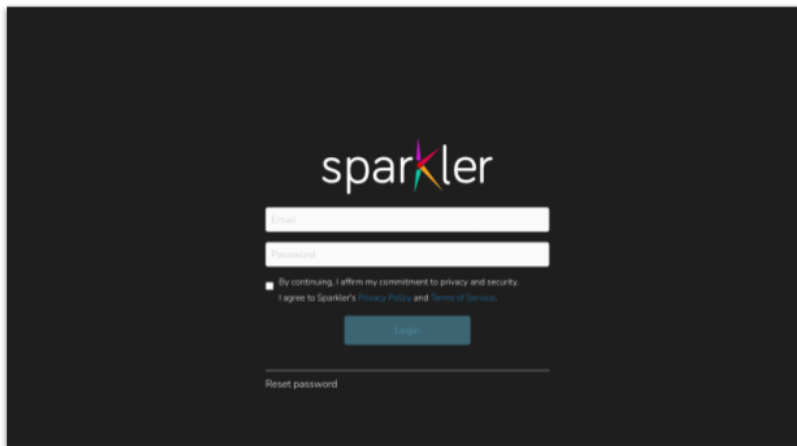 sparkler
Email
Password
By continuing, I affirm my commitment to privacy and security.
I agree to Sparkler's Privacy Policy and Terms of Service.
Login
Reset password